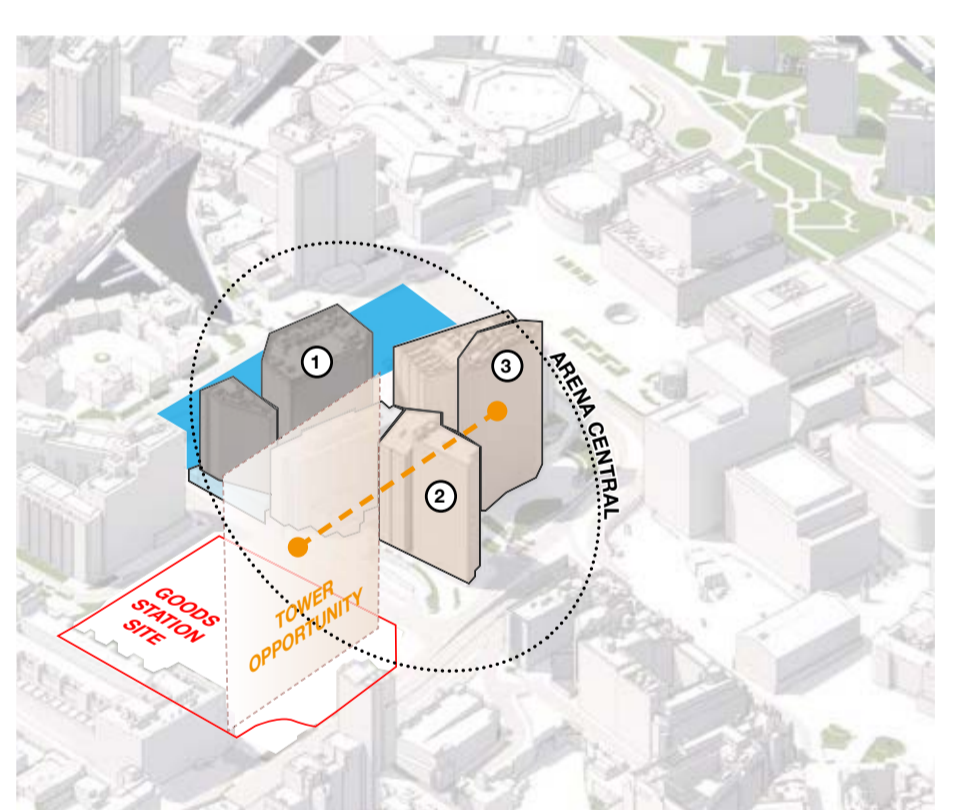 1
3
ARENA CENTRAL
2
GOODS
STATION
SITE
TOWER
OPPORTUNITY